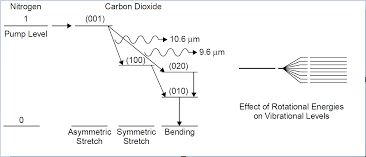 Nitrogen
Carbon Dioxide
1
(001)
Pump Level
10.6 μm
9.6 μm
(100)
(020)
(010)
0
Asymmetric
Stretch
Symmetric
Stretch
Bending
Effect of Rotational Energies
on Vibrational Levels